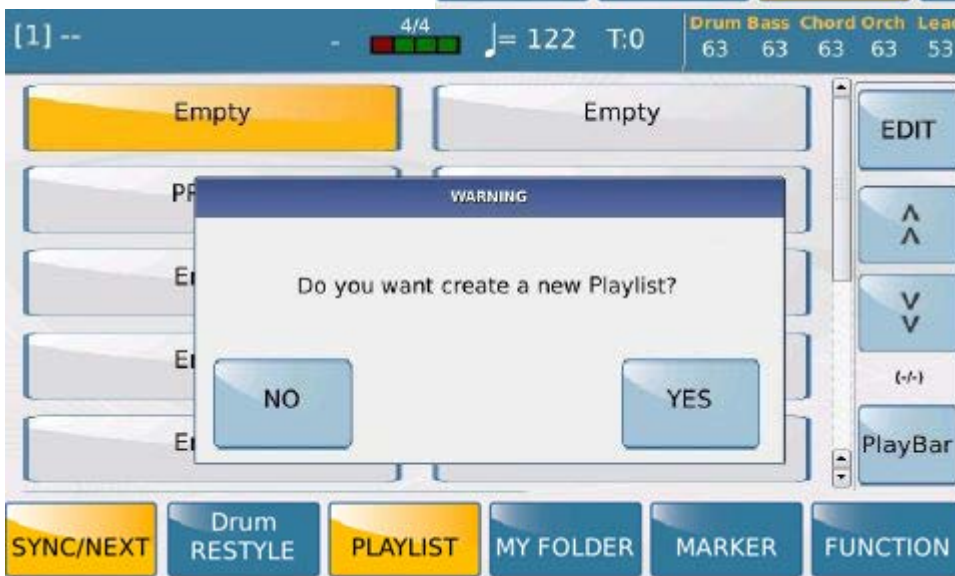 [1] -- - 4/4 ♩= 122 T:0 Drum Bass Chord Orch Lead
63 63 63 63 53
Empty Empty EDIT
WARNING
Do you want create a new Playlist?
NO YES
(-/-)
PlayBar
SYNC/NEXT Drum RESTYLE PLAYLIST MY FOLDER MARKER FUNCTION